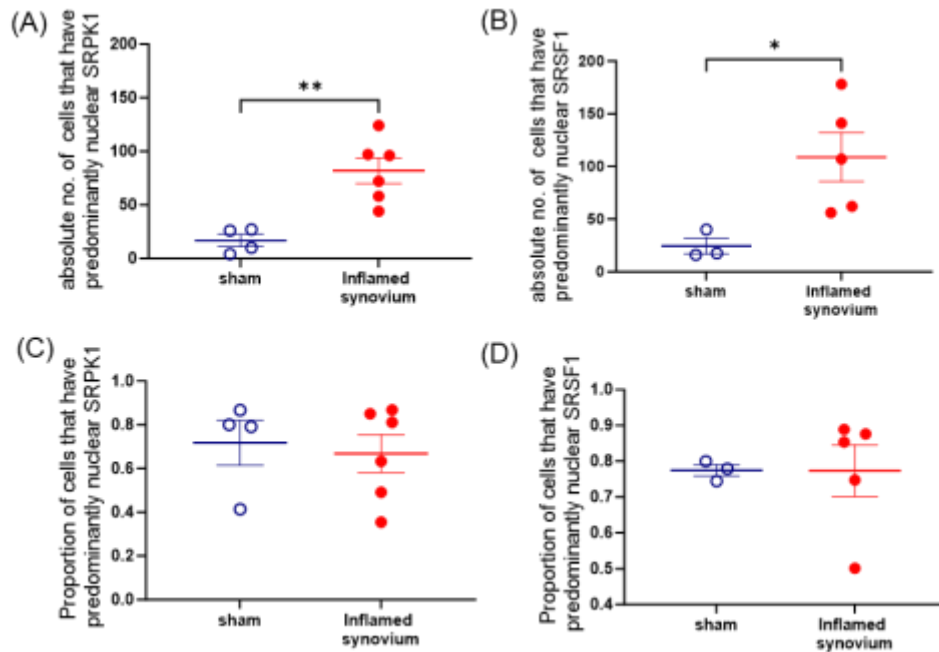 (A)
absolute no. of cells that have
predominantly nuclear SRPK1
200
150
100
50
0
**
sham
Inflamed
synovium
(B)
absolute no. of cells that have
predominantly nuclear SRSF1
200
150
100
50
0
*
sham
Inflamed
synovium
(C)
Proportion of cells that have
predominantly nuclear SRPK1
1.0
0.8
0.6
0.4
0.2
0.0
sham
Inflamed
synovium
(D)
Proportion of cells that have
predominantly nuclear SRSF1
1.0
0.9
0.8
0.7
0.6
0.5
0.4
sham
Inflamed
synovium